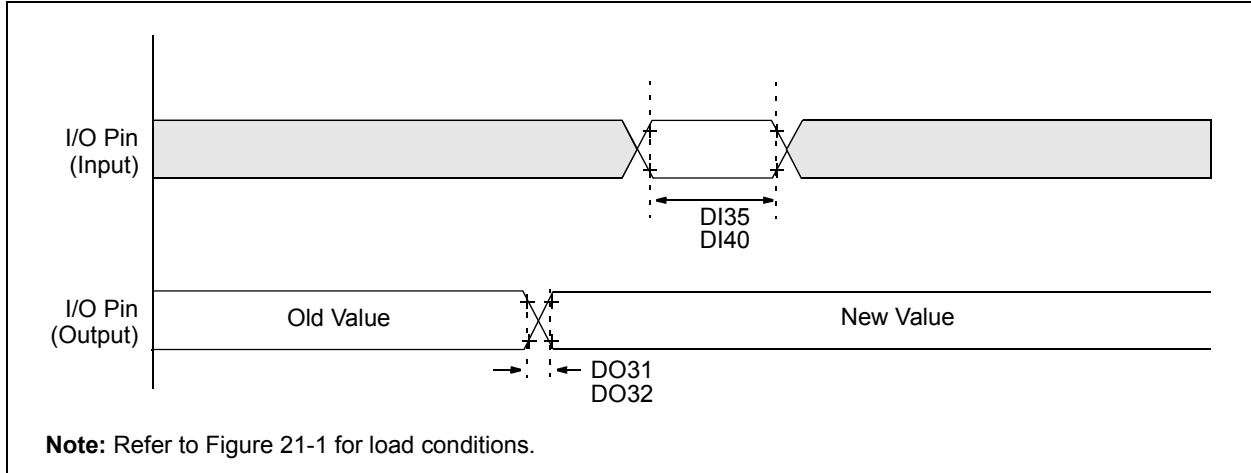 I/O Pin
(Input)
DI35
DI40
I/O Pin
(Output)
Old Value
New Value
DO31
DO32
Note: Refer to Figure 21-1 for load conditions.